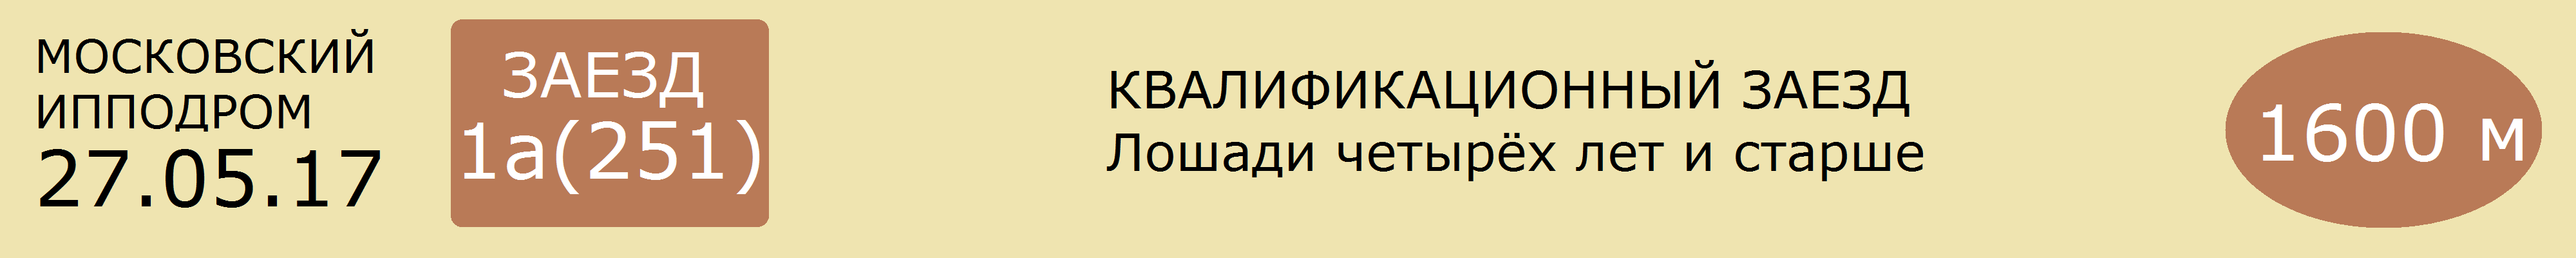 МОСКОВСКИЙ
ИППОДРОМ
27.05.17
ЗАЕЗД
1а(251)
КВАЛИФИКАЦИОННЫЙ ЗАЕЗД
Лошади четырёх лет и старше
1600 м